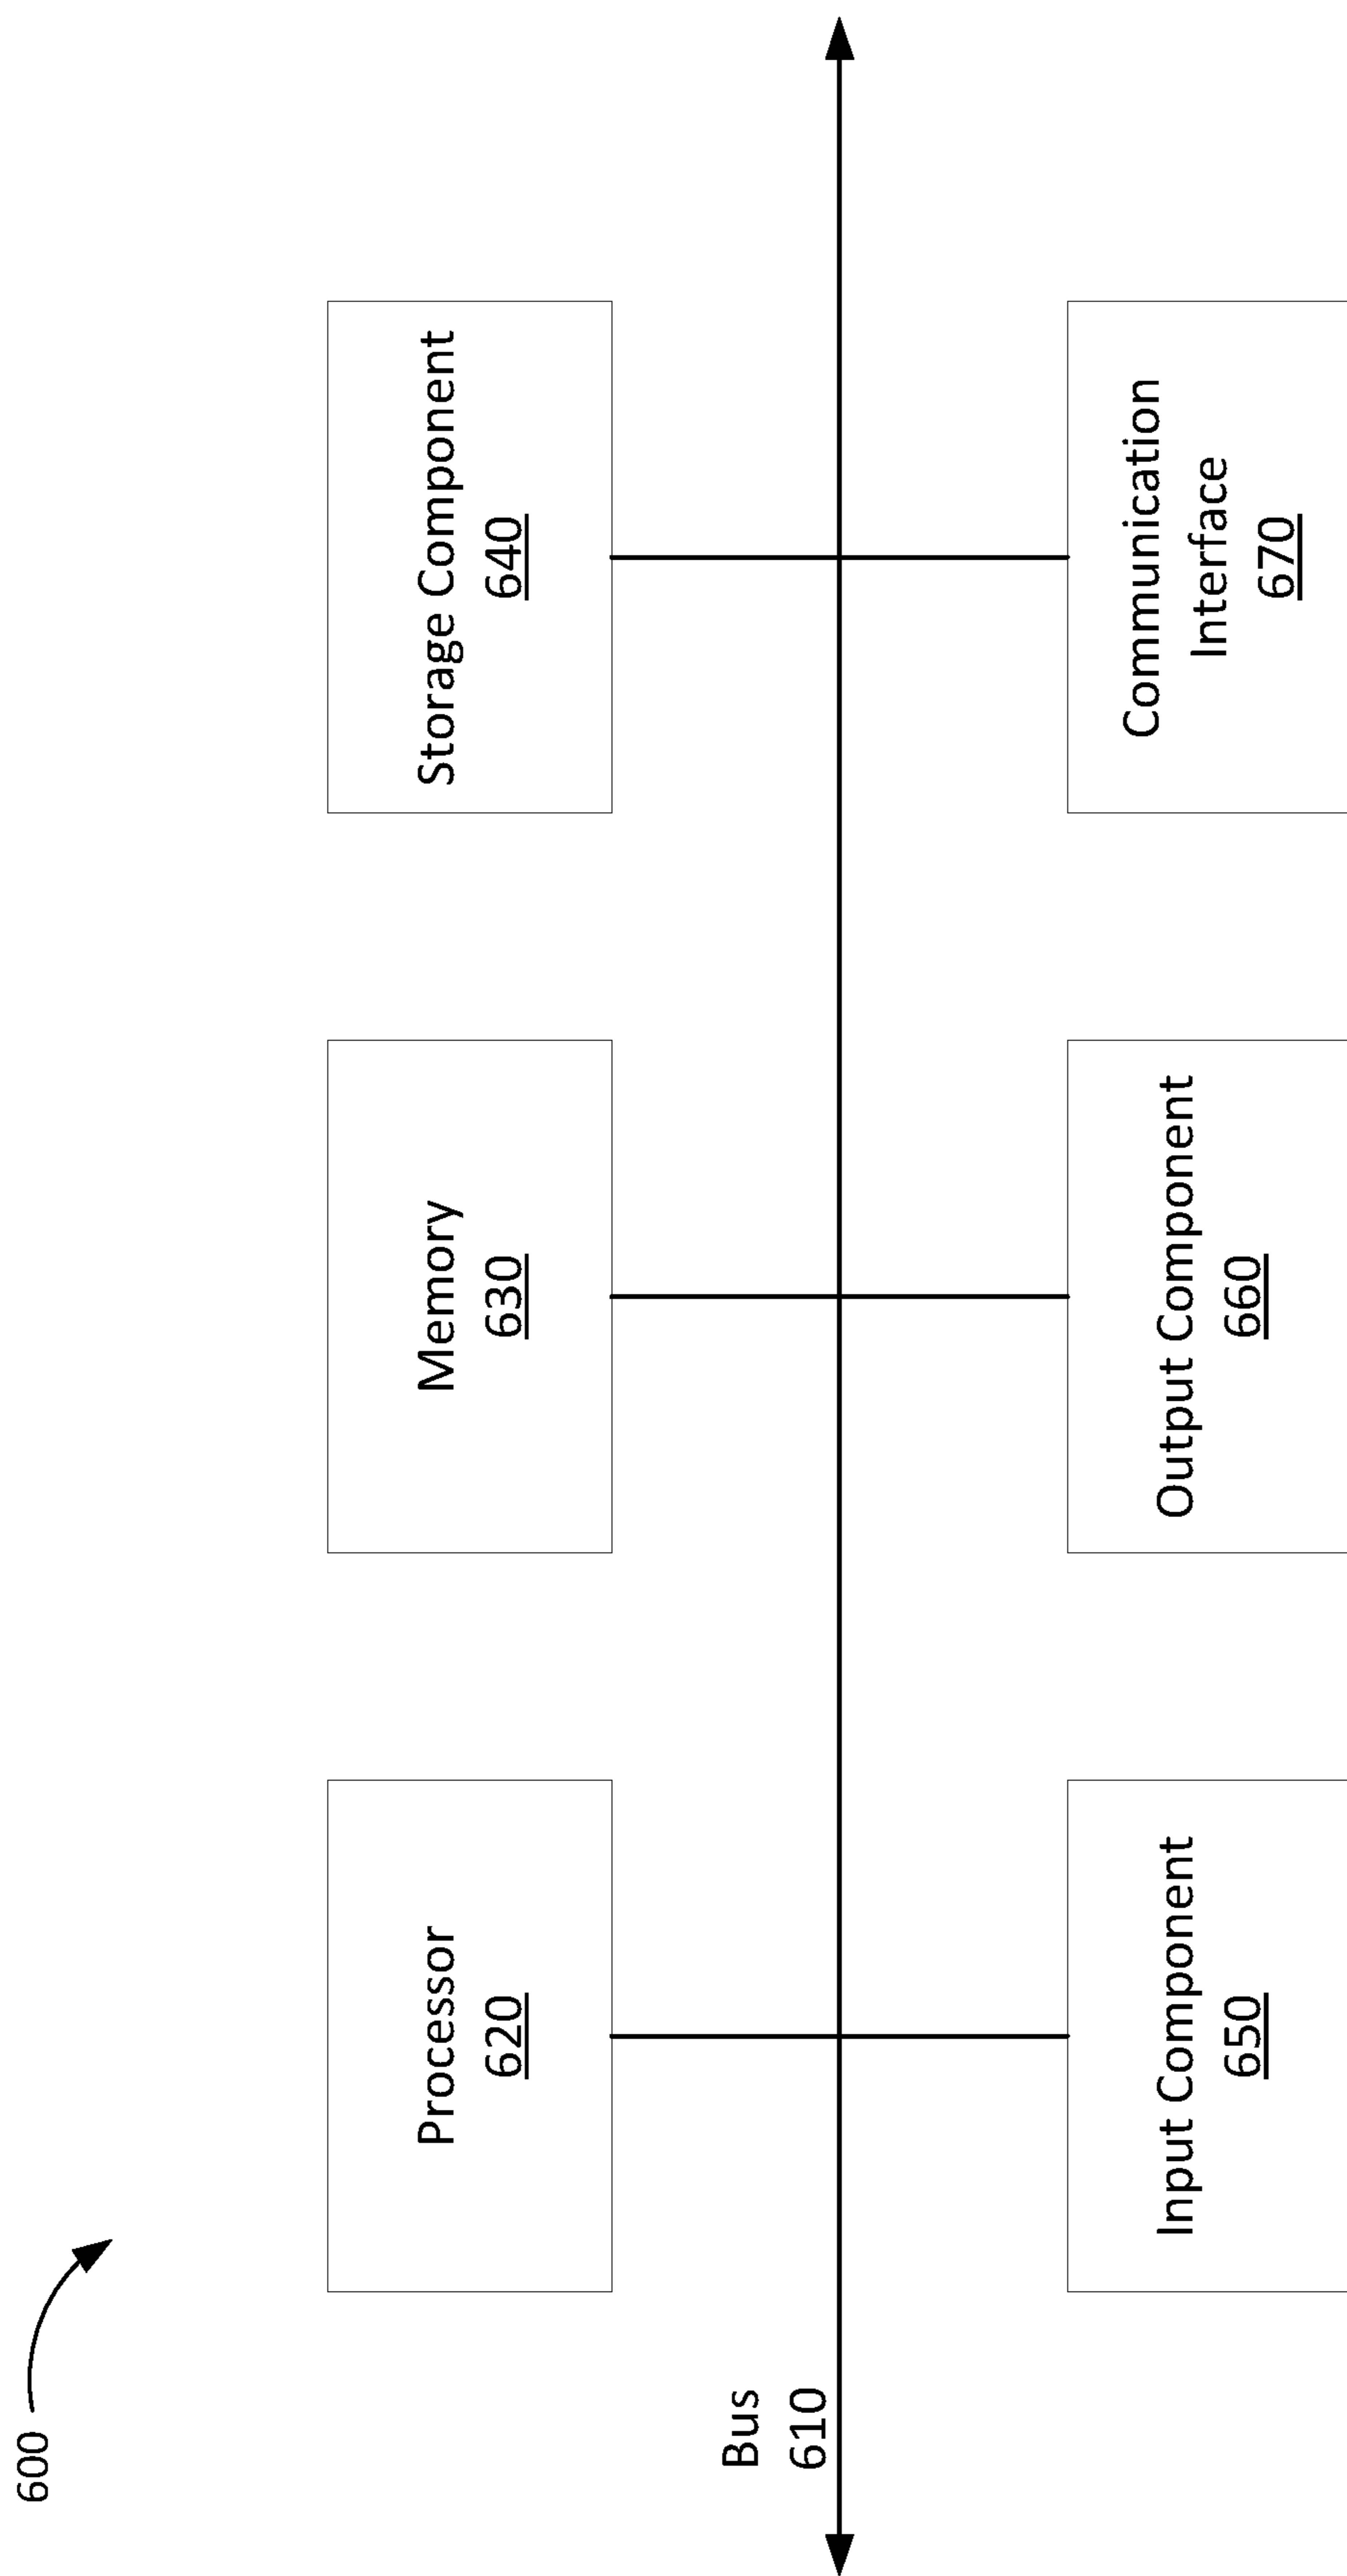 600
Processor
620
Memory
630
Storage Component
640
Bus
610
Input Component
650
Output Component
660
Communication
Interface
670